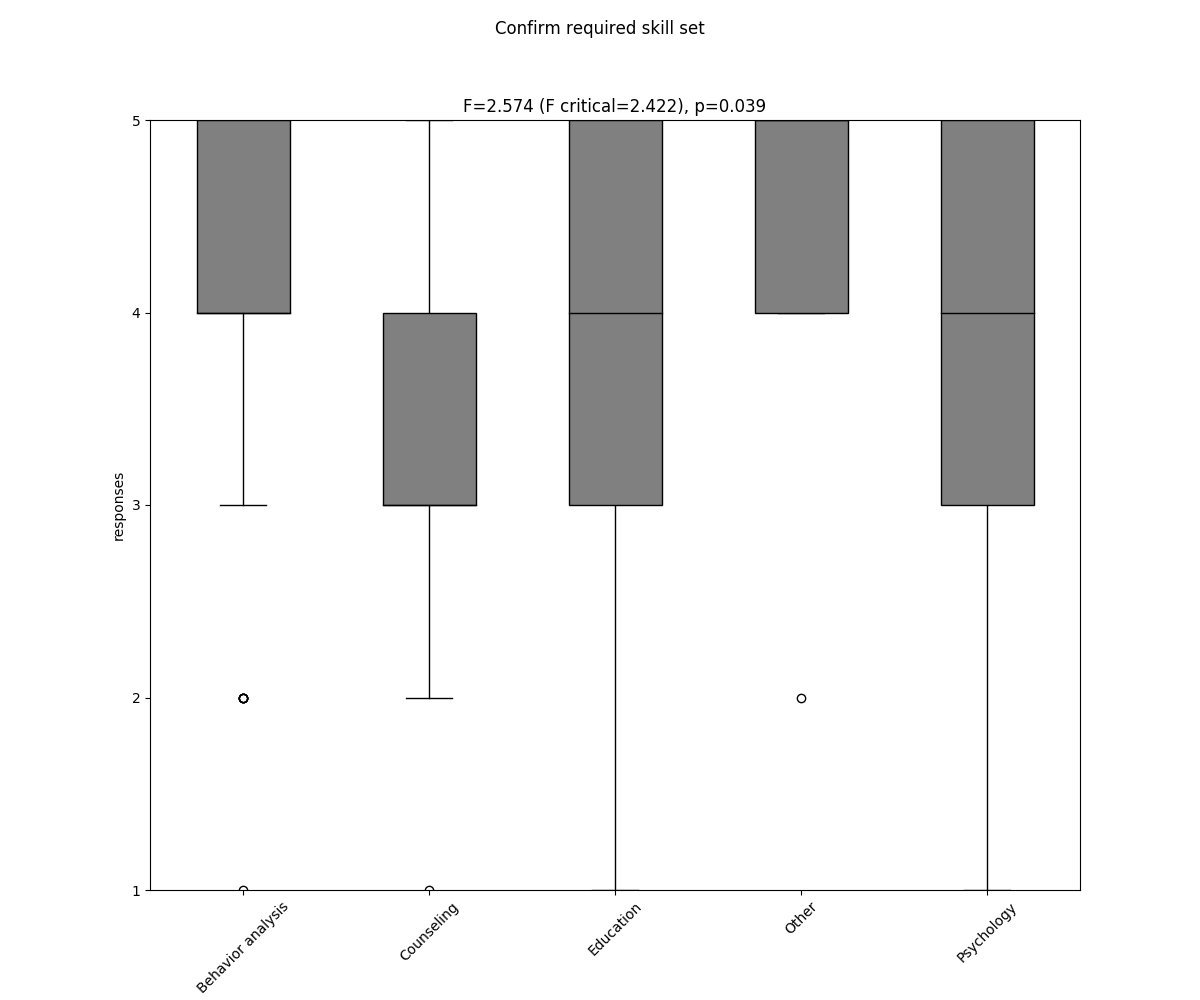 Confirm required skill set
F=2.574 (F critical=2.422), p=0.039
5
4
3
2
1
responses
Behavior analysis
Counseling
Education
Other
Psychology